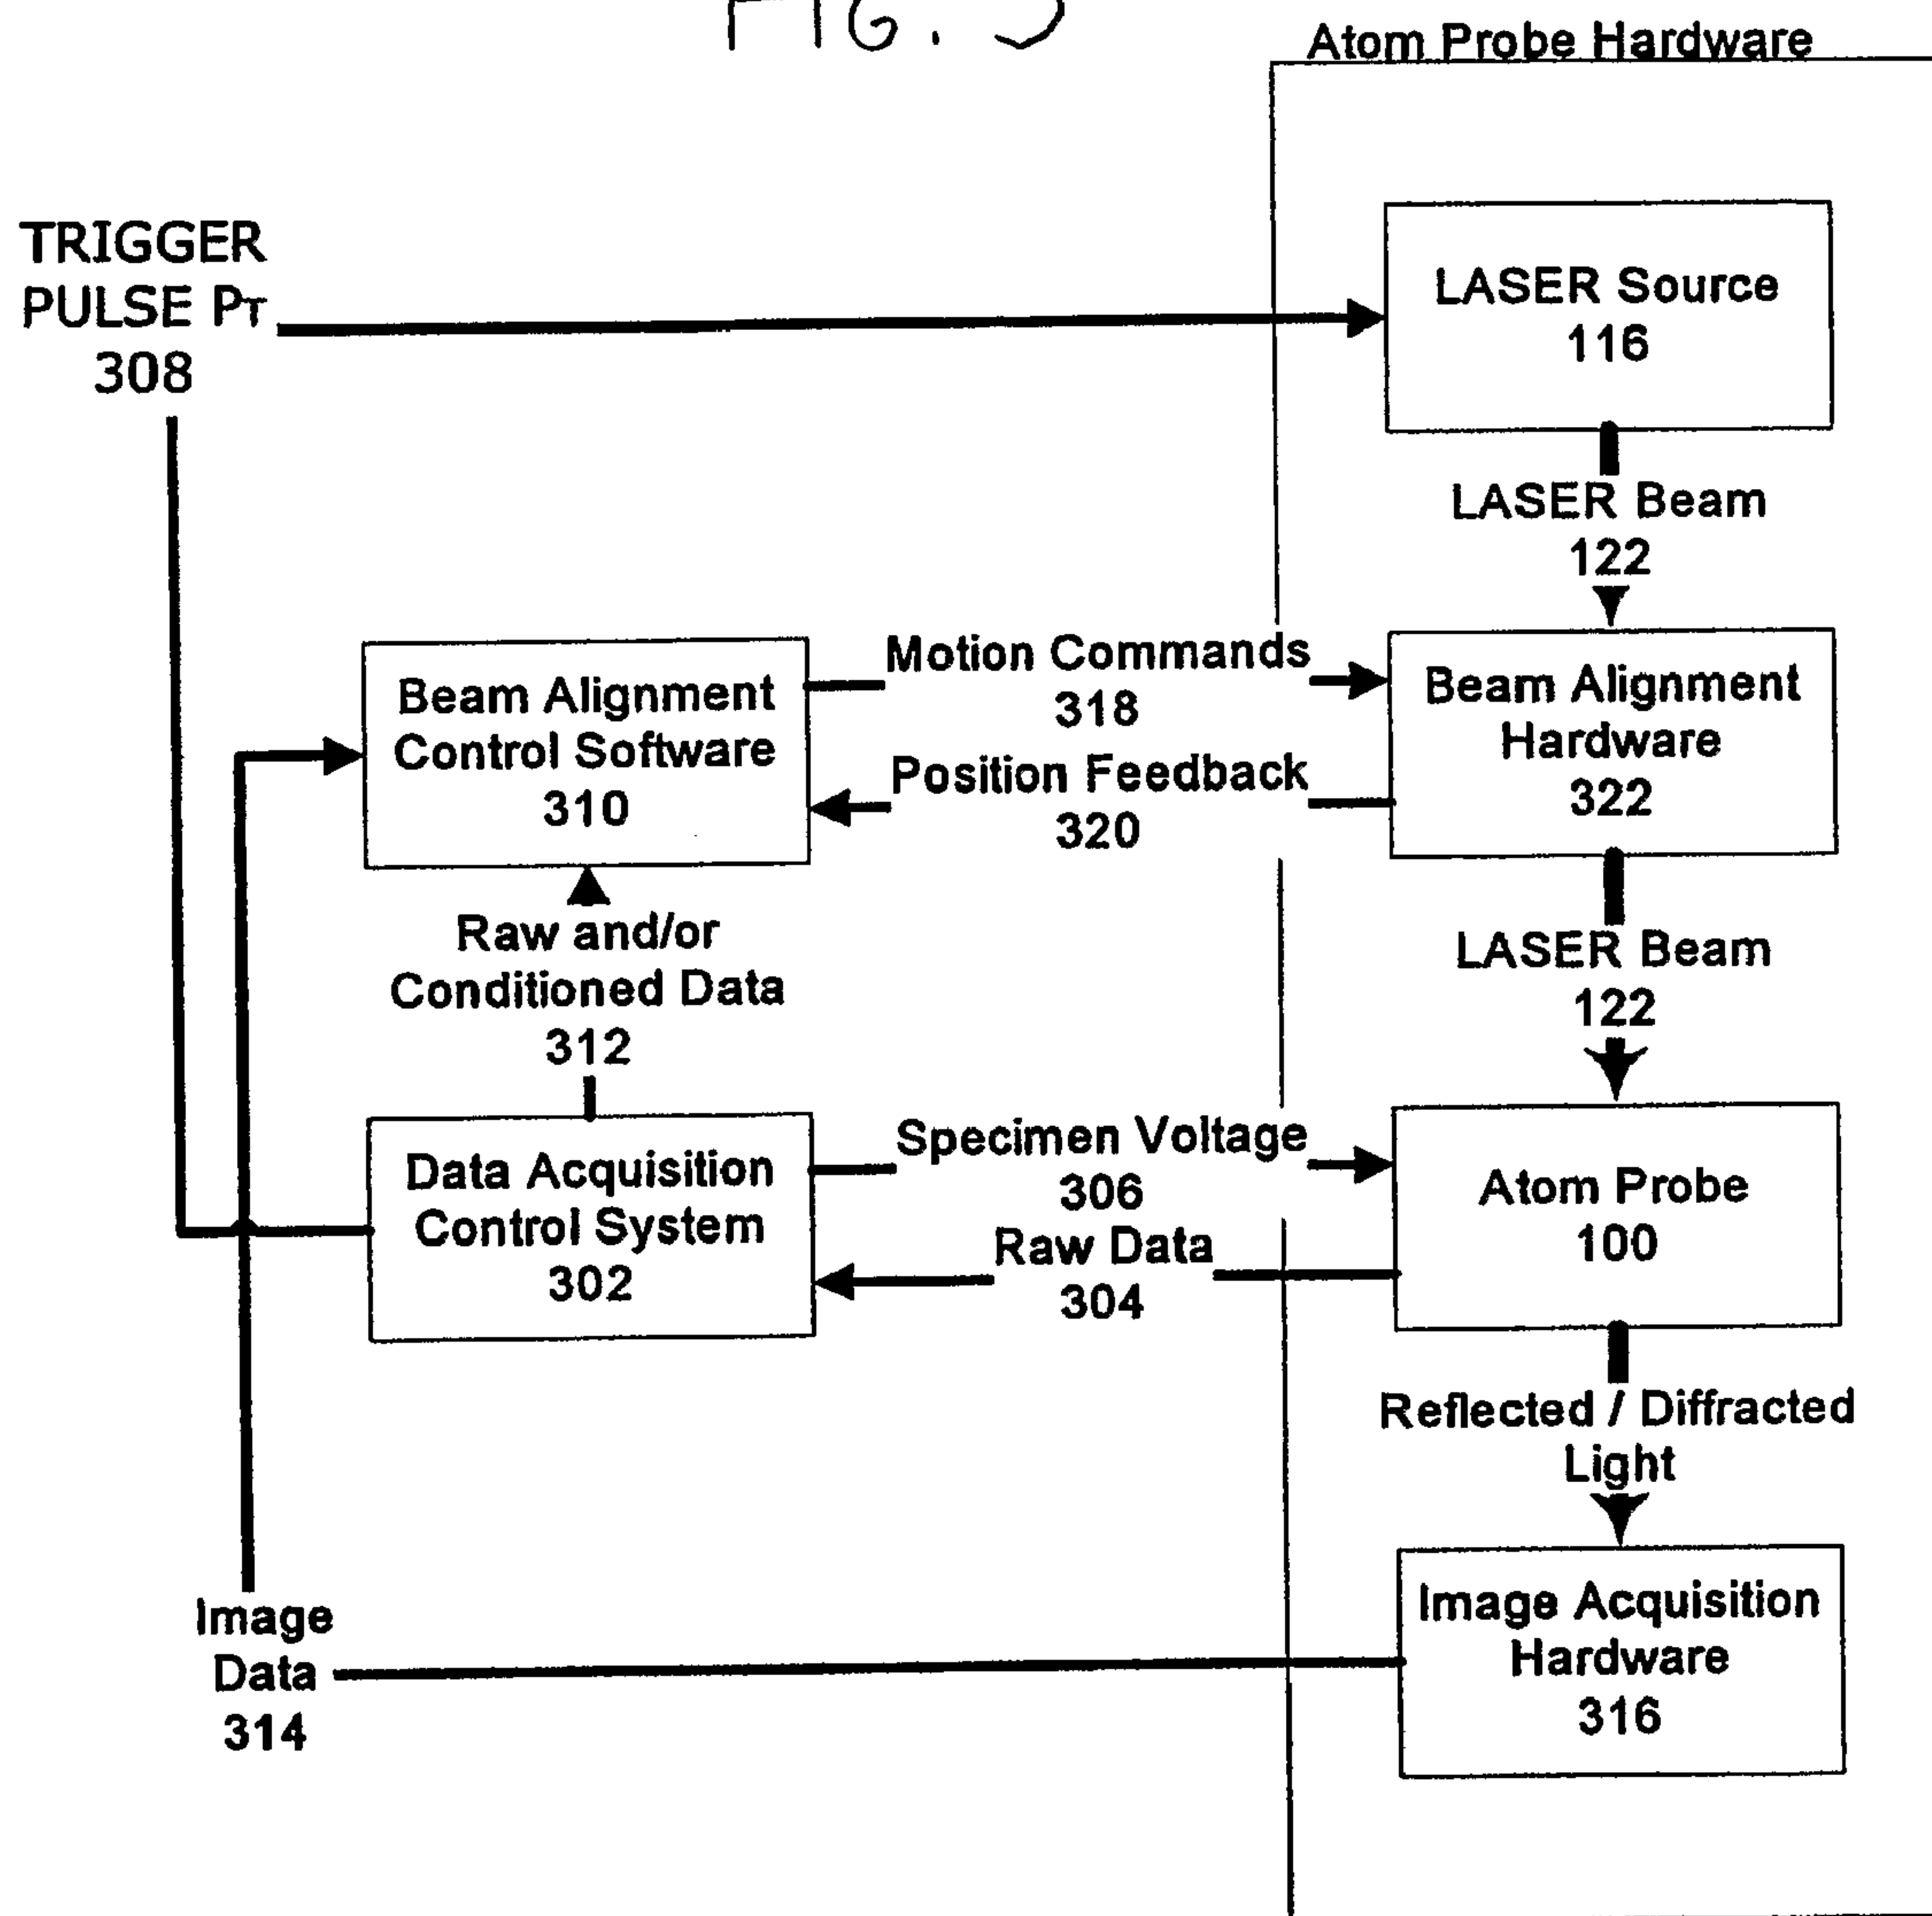 FIG.
Atom Probe Hardware
TRIGGER
PULSE PT
308
LASER Source
116
LASER Beam
122
Beam Alignment
Control Software
310
Motion Commands
318
Position Feedback
320
Beam Alignment
Hardware
322
Raw and/or
Conditioned Data
312
LASER Beam
122
Data Acquisition
Control System
302
Specimen Voltage
306
Raw Data
304
Atom Probe
100
Reflected / Diffracted
Light
Image
Data
314
Image Acquisition
Hardware
316